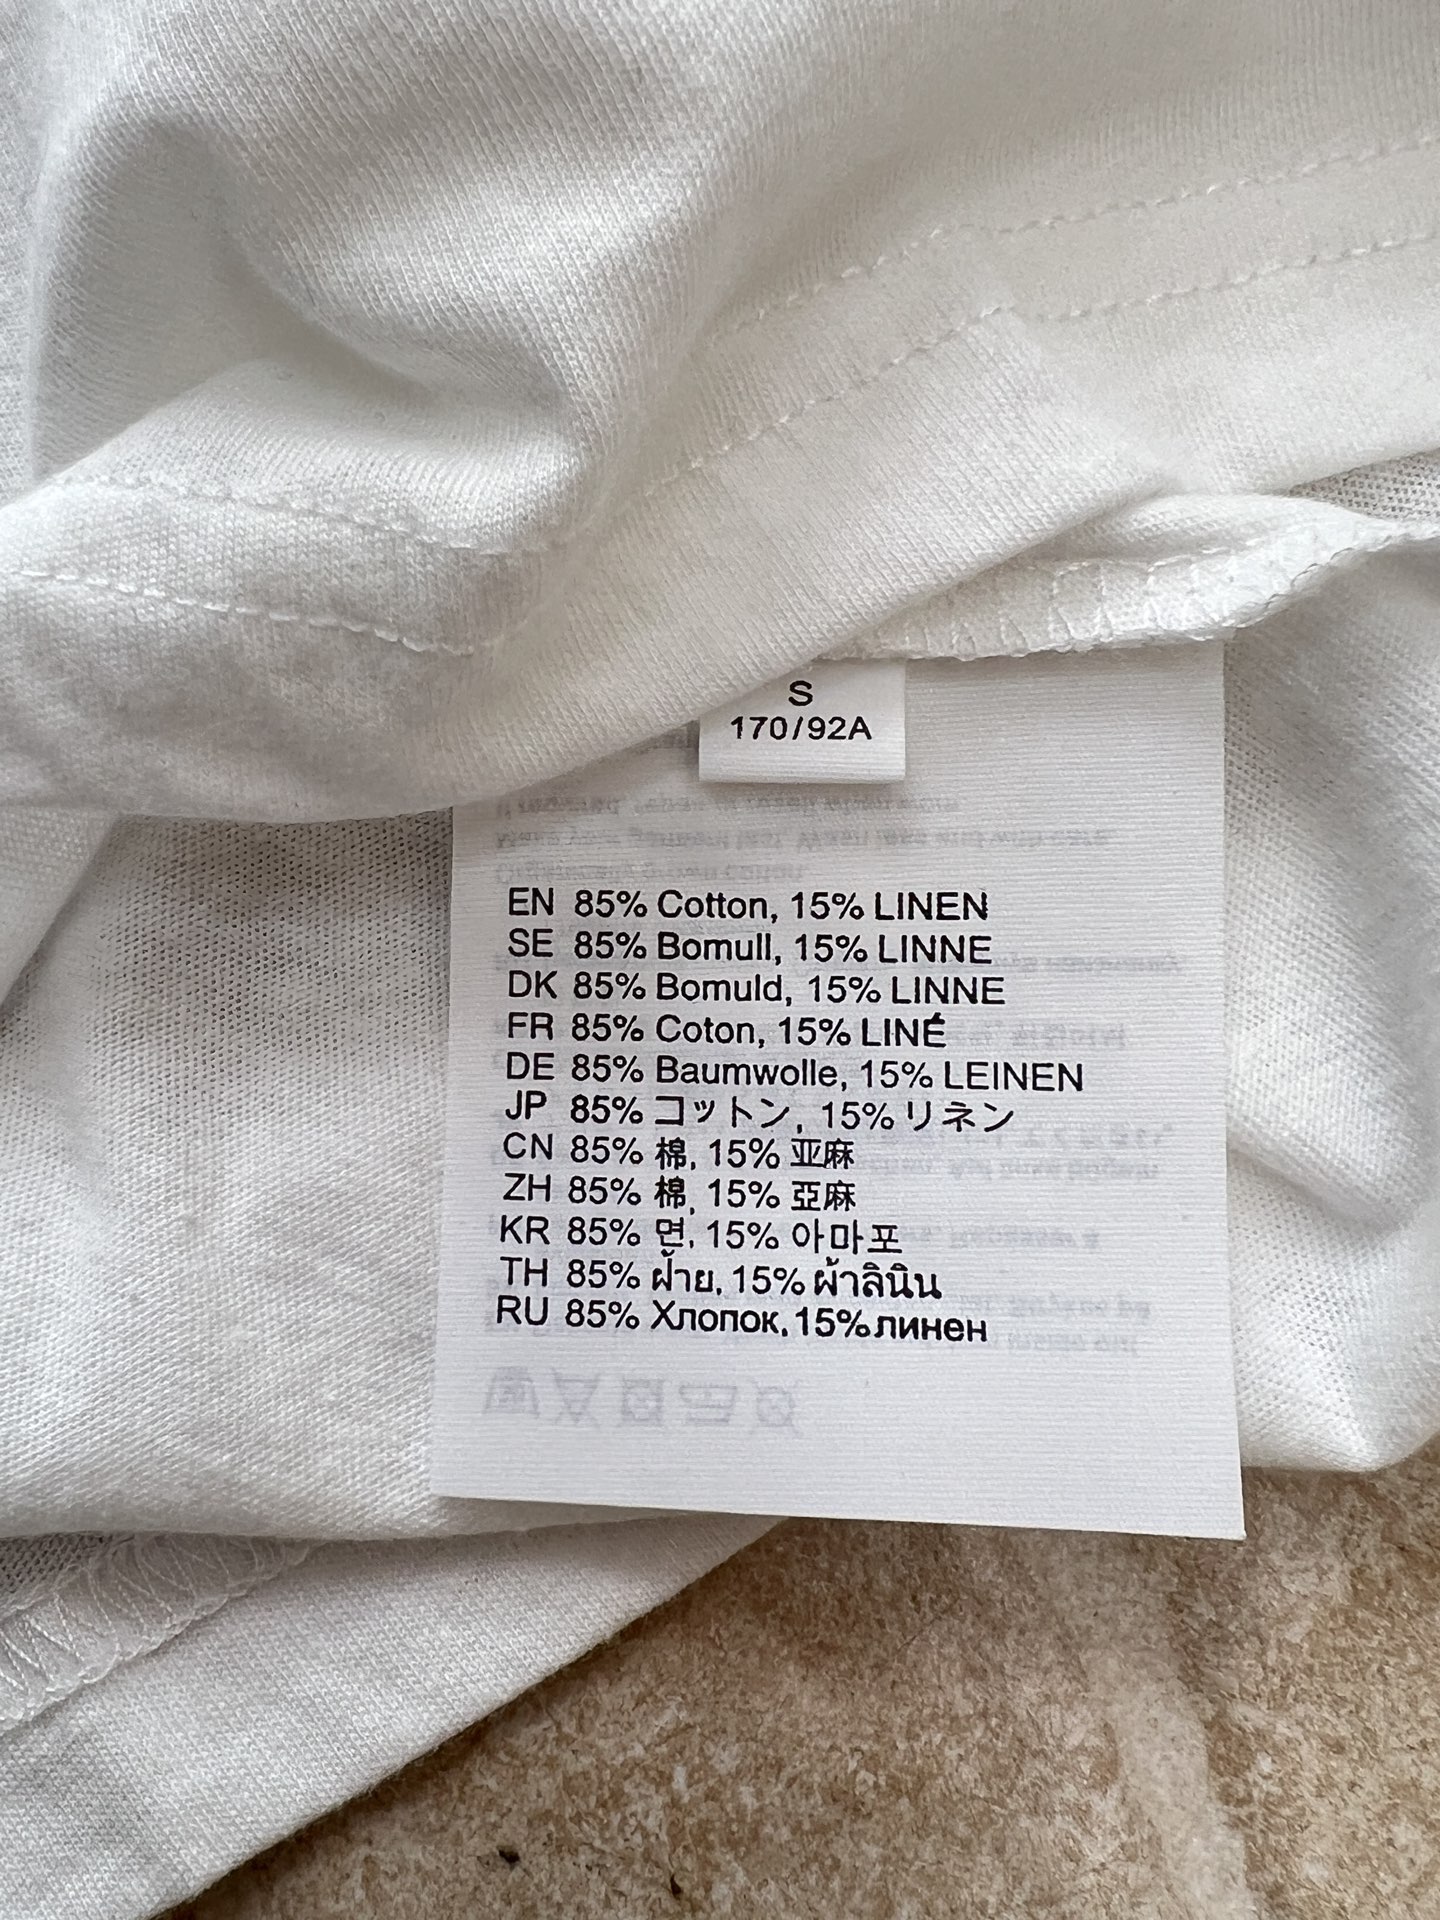 S
170/92A
EN 85% Cotton, 15% LINEN
SE 85% Bomull, 15% LINNE
DK 85% Bomuld, 15% LINNE
FR 85% Coton, 15% LINÉ
DE 85% Baumwolle, 15% LEINEN
JP 85% コットン, 15% リネン
CN 85% 棉, 15% 亚麻
ZH 85% 棉, 15% 亞麻
KR 85% 면, 15% 아마포
TH 85% ฝ้าย, 15% ผ้าลินิน
RU 85% Хлопок, 15%линен